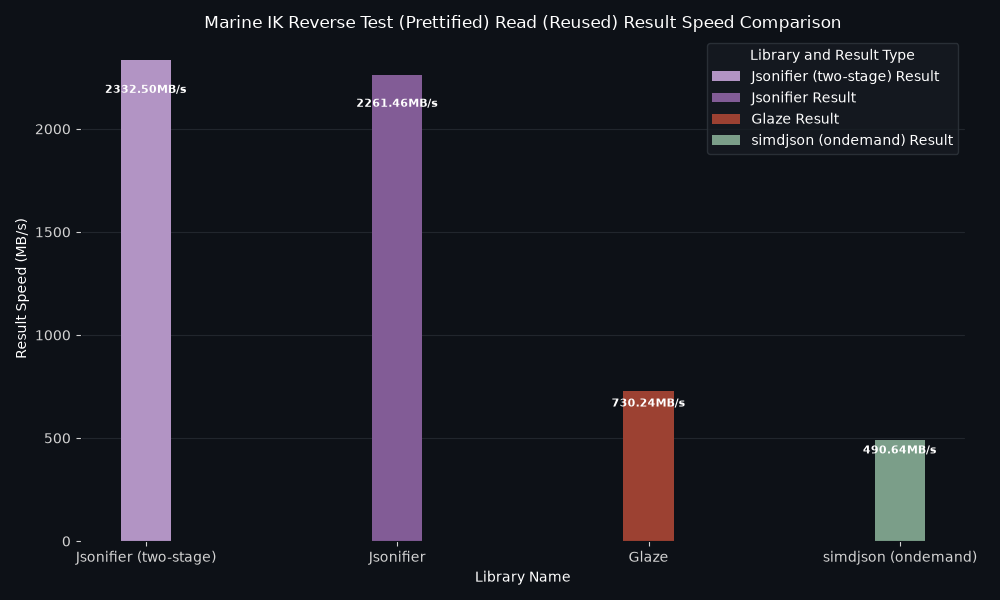 Marine IK Reverse Test (Prettified) Read (Reused) Result Speed Comparison
Library and Result Type
Jsonifier (two-stage) Result
Jsonifier Result
Glaze Result
simdjson (ondemand) Result
2332.50MB/s
2261.46MB/s
730.24MB/s
490.64MB/s
Result Speed (MB/s)
2000
1500
1000
500
0
Jsonifier (two-stage)
Jsonifier
Glaze
simdjson (ondemand)
Library Name